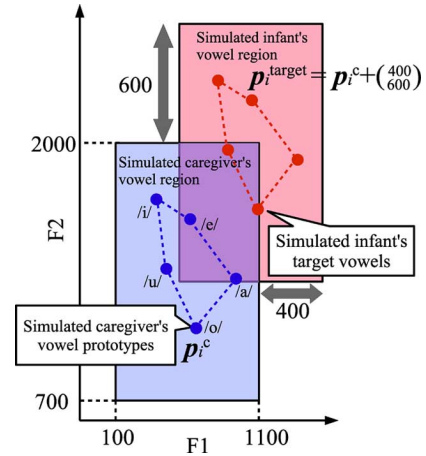 Simulated infant's
vowel region
p_i^target = p_i^c + (400 600)
600
2000
Simulated caregiver's
vowel region
/i/
/e/
F2
Simulated infant's
target vowels
/u/
/a/
400
Simulated caregiver's
vowel prototypes
/o/
p_i^c
700
100
1100
F1